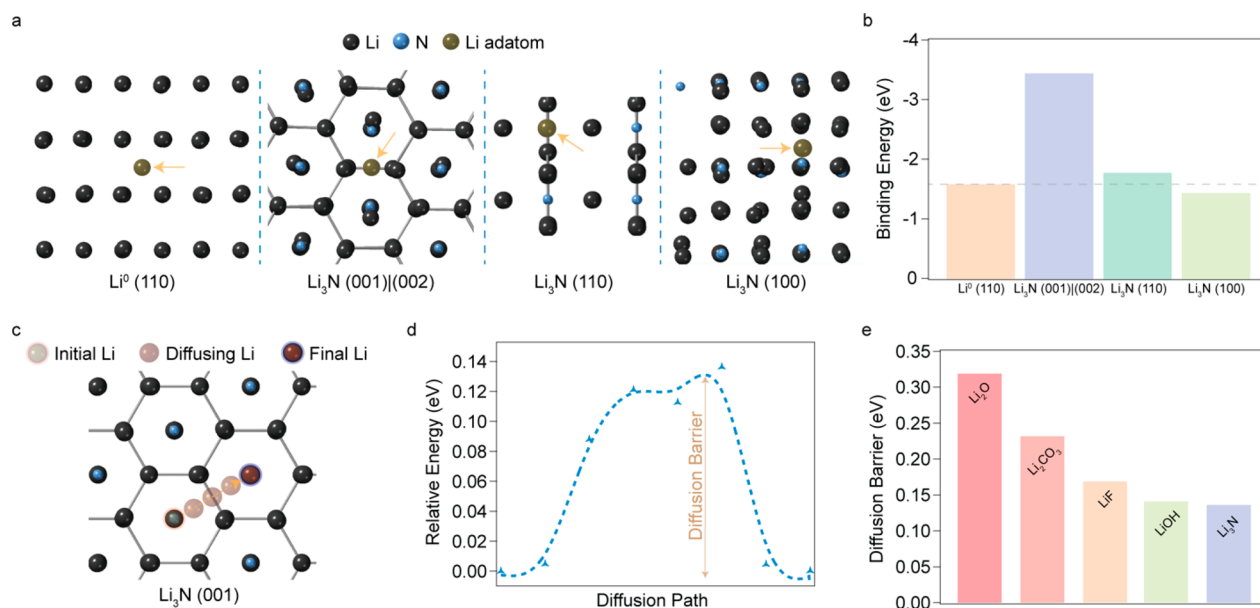 a
Li N Li adatom
Li⁰ (110)
Li₃N (001)|(002)
Li₃N (110)
Li₃N (100)
b
Binding Energy (eV)
-4
-3
-2
-1
0
Li⁰ (110)
Li₃N (001)|(002)
Li₃N (110)
Li₃N (100)
c
Initial Li Diffusing Li Final Li
Li₃N (001)
d
Relative Energy (eV)
0.14
0.12
0.10
0.08
0.06
0.04
0.02
0.00
Diffusion Barrier
Diffusion Path
e
Diffusion Barrier (eV)
0.35
0.30
0.25
0.20
0.15
0.10
0.05
0.00
Li₂O
Li₂CO₃
LiF
LiOH
Li₃N